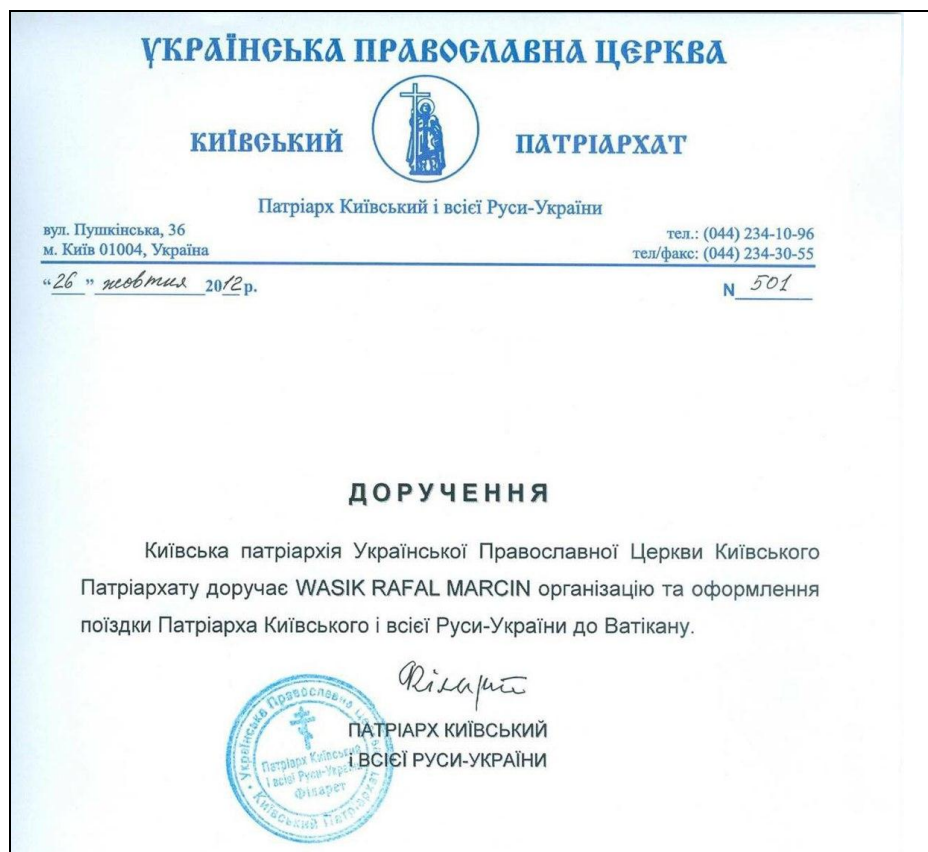 УКРАЇНСЬКА ПРАВОСЛАВНА ЦЕРКВА
КИЇВСЬКИЙ ПАТРІАРХАТ
Патріарх Київський і всієї Руси-України
вул. Пушкінська, 36
м. Київ 01004, Україна
тел.: (044) 234-10-96
тел/факс: (044) 234-30-55
“26” жовтня 2012 р.
N 501
ДОРУЧЕННЯ
Київська патріархія Української Православної Церкви Київського
Патріархату доручає WASIK RAFAL MARCIN організацію та оформлення
поїздки Патріарха Київського і всієї Руси-України до Ватікану.
Філарет
ПАТРІАРХ КИЇВСЬКИЙ
І ВСІЄЇ РУСИ-УКРАЇНИ
Українська Православна Церква
Київський Патріархат
Патріарх Київський
і всієї Руси-України
Філарет